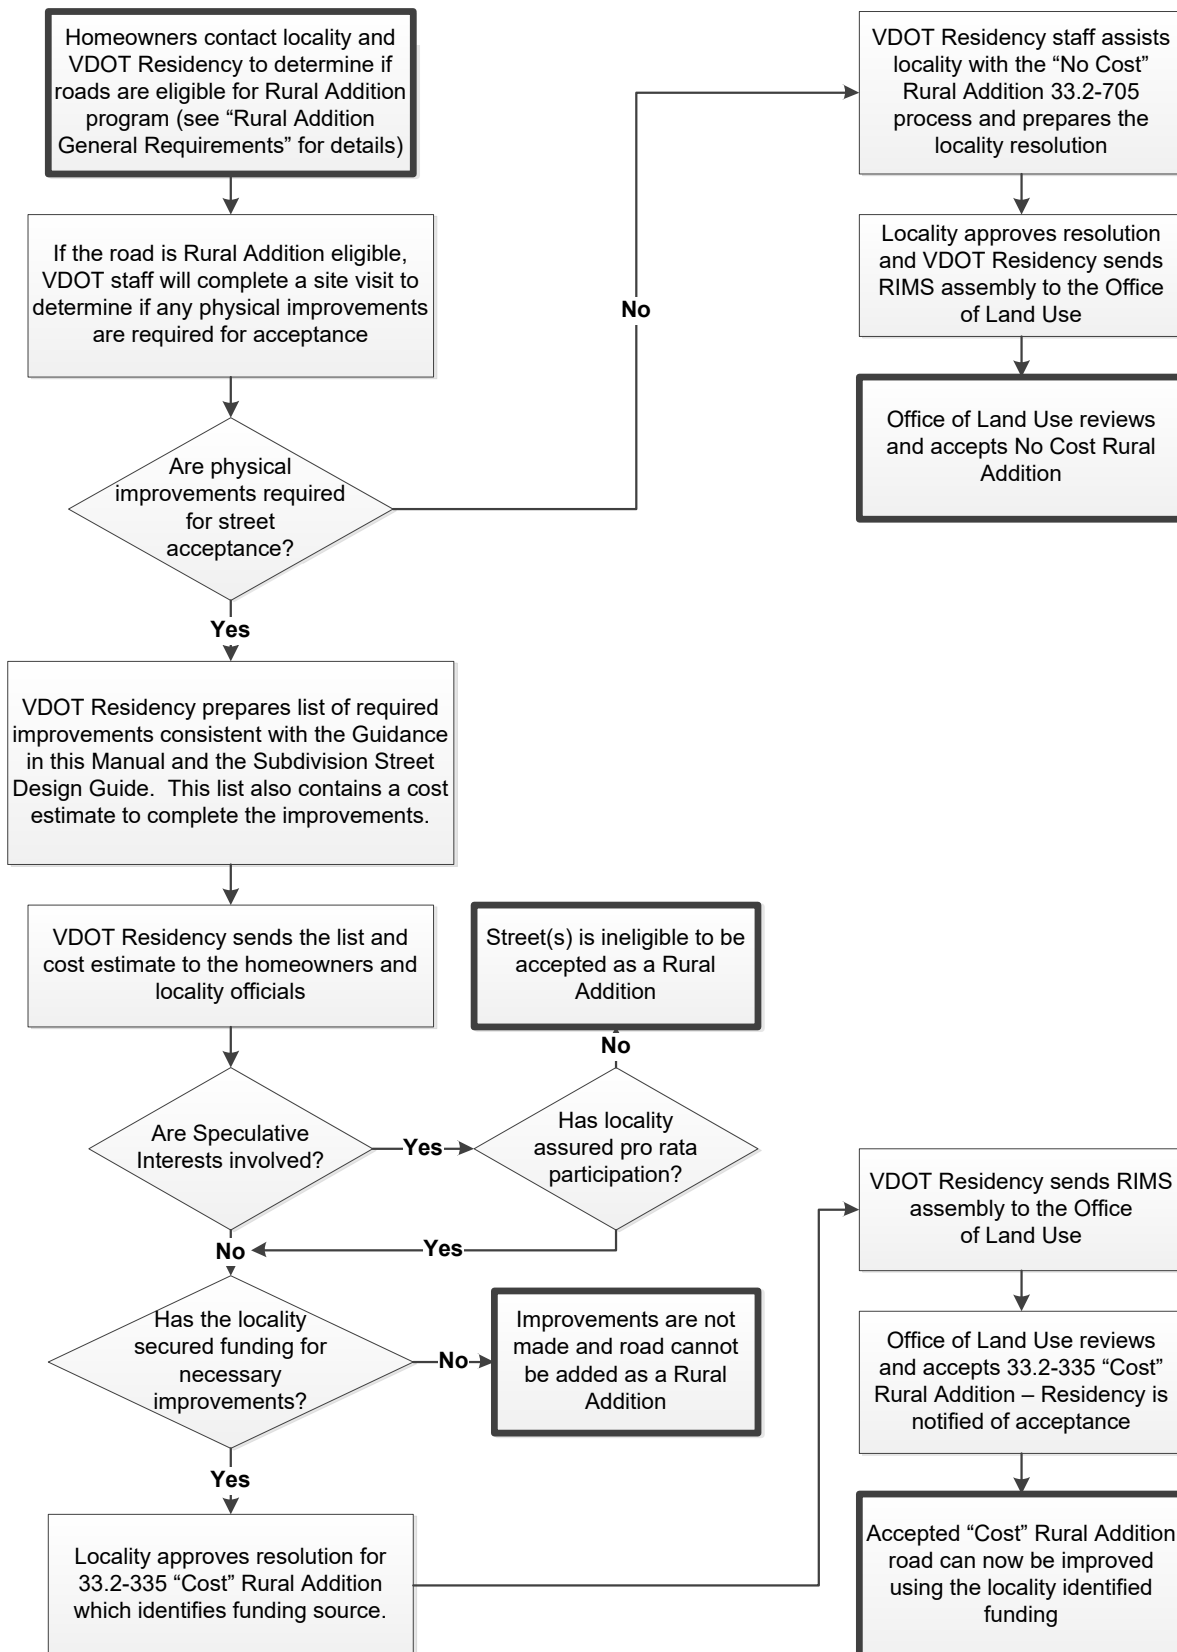 Homeowners contact locality and
VDOT Residency to determine if
roads are eligible for Rural Addition
program (see “Rural Addition
General Requirements” for details)
If the road is Rural Addition eligible,
VDOT staff will complete a site visit to
determine if any physical improvements
are required for acceptance
Are physical
improvements required
for street
acceptance?
No
VDOT Residency staff assists
locality with the “No Cost”
Rural Addition 33.2-705
process and prepares the
locality resolution
Locality approves resolution
and VDOT Residency sends
RIMS assembly to the Office
of Land Use
Office of Land Use reviews
and accepts No Cost Rural
Addition
Yes
VDOT Residency prepares list of required
improvements consistent with the Guidance
in this Manual and the Subdivision Street
Design Guide.  This list also contains a cost
estimate to complete the improvements.
VDOT Residency sends the list and
cost estimate to the homeowners and
locality officials
Are Speculative
Interests involved?
Yes
Has locality
assured pro rata
participation?
No
Street(s) is ineligible to be
accepted as a Rural
Addition
Yes
No
Has the locality
secured funding for
necessary
improvements?
No
Improvements are not
made and road cannot
be added as a Rural
Addition
Yes
Locality approves resolution for
33.2-335 “Cost” Rural Addition
which identifies funding source.
VDOT Residency sends RIMS
assembly to the Office
of Land Use
Office of Land Use reviews
and accepts 33.2-335 “Cost”
Rural Addition – Residency is
notified of acceptance
Accepted “Cost” Rural Addition
road can now be improved
using the locality identified
funding